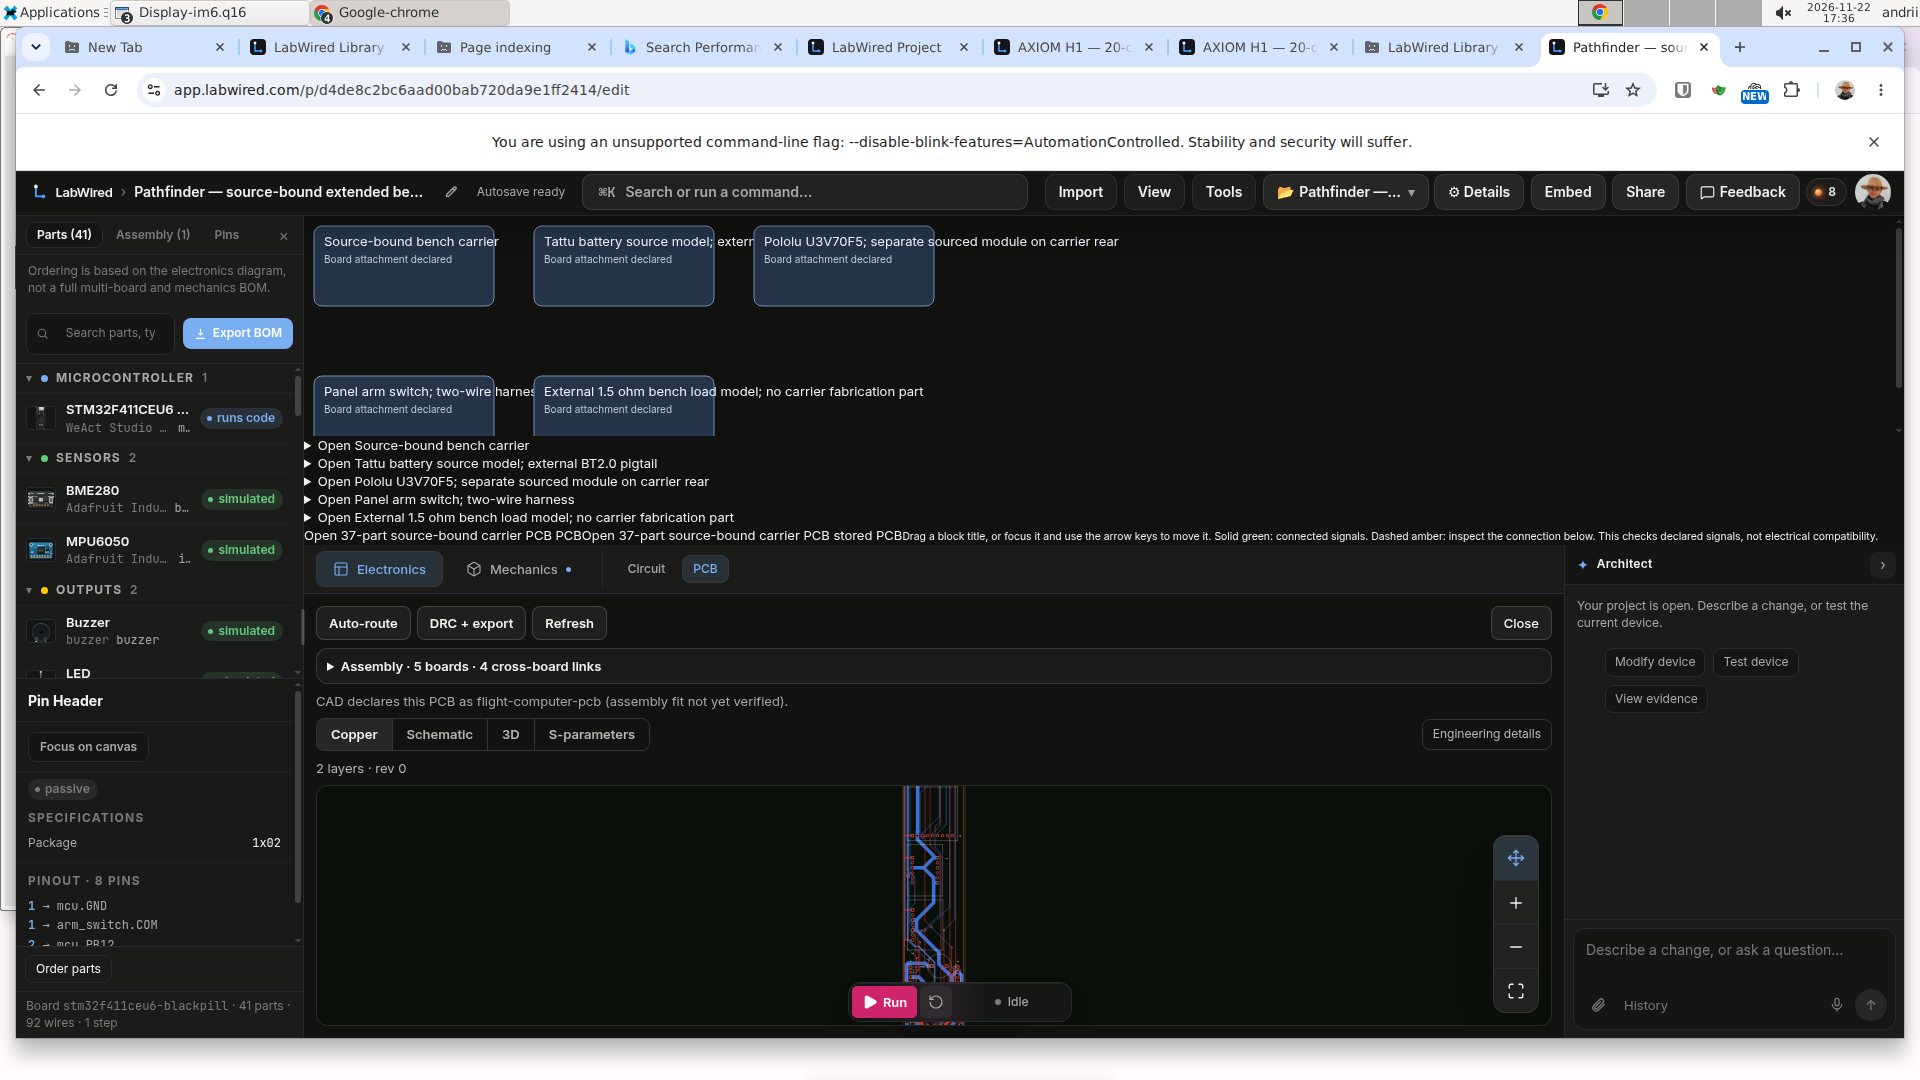 Applications
Display-im6.q16
Google-chrome
2026-11-22
17:36
andrii
New Tab
LabWired Library
Page indexing
Search Performan
LabWired Project
AXIOM H1 — 20-c
AXIOM H1 — 20-c
LabWired Library
Pathfinder — sou
app.labwired.com/p/d4de8c2bc6aad00bab720da9e1ff2414/edit
NEW
You are using an unsupported command-line flag: --disable-blink-features=AutomationControlled. Stability and security will suffer.
LabWired › Pathfinder — source-bound extended be...
Autosave ready
⌘K Search or run a command...
Import
View
Tools
Pathfinder —... ▾
Details
Embed
Share
Feedback
8
Parts (41)
Assembly (1)
Pins
Ordering is based on the electronics diagram,
not a full multi-board and mechanics BOM.
Search parts, ty
Export BOM
MICROCONTROLLER 1
STM32F411CEU6 ...
WeAct Studio … m…
runs code
SENSORS 2
BME280
Adafruit Indu… b…
simulated
MPU6050
Adafruit Indu… i…
simulated
OUTPUTS 2
Buzzer
buzzer buzzer
simulated
LED
Pin Header
Focus on canvas
passive
SPECIFICATIONS
Package 1x02
PINOUT · 8 PINS
1 → mcu.GND
1 → arm_switch.COM
2 → mcu.PB12
Order parts
Board stm32f411ceu6-blackpill · 41 parts ·
92 wires · 1 step
Source-bound bench carrier
Board attachment declared
Tattu battery source model; extern
Board attachment declared
Pololu U3V70F5; separate sourced module on carrier rear
Board attachment declared
Panel arm switch; two-wire harnes
Board attachment declared
External 1.5 ohm bench load model; no carrier fabrication part
Board attachment declared
Open Source-bound bench carrier
Open Tattu battery source model; external BT2.0 pigtail
Open Pololu U3V70F5; separate sourced module on carrier rear
Open Panel arm switch; two-wire harness
Open External 1.5 ohm bench load model; no carrier fabrication part
Open 37-part source-bound carrier PCB PCBOpen 37-part source-bound carrier PCB stored PCBDrag a block title, or focus it and use the arrow keys to move it. Solid green: connected signals. Dashed amber: inspect the connection below. This checks declared signals, not electrical compatibility.
Electronics
Mechanics
Circuit
PCB
Auto-route
DRC + export
Refresh
Close
Assembly · 5 boards · 4 cross-board links
CAD declares this PCB as flight-computer-pcb (assembly fit not yet verified).
Copper
Schematic
3D
S-parameters
Engineering details
2 layers · rev 0
Run
Idle
Architect
Your project is open. Describe a change, or test the
current device.
Modify device
Test device
View evidence
Describe a change, or ask a question...
History